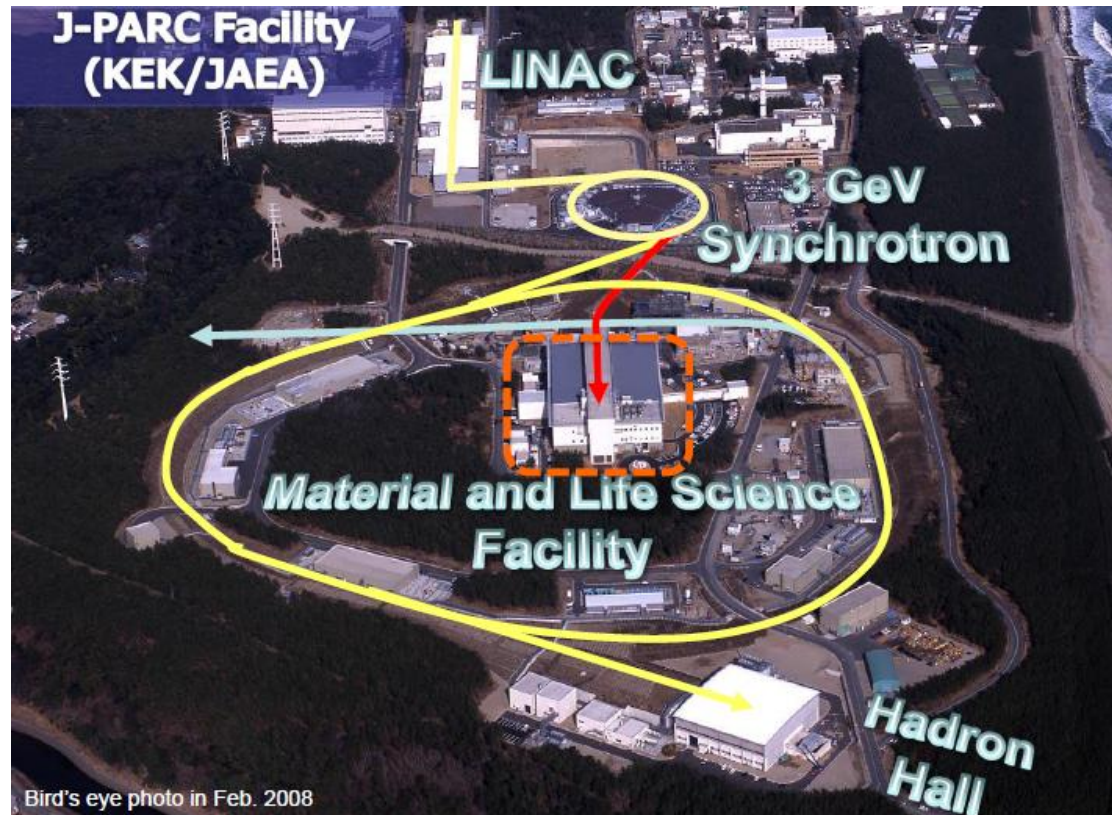 J-PARC Facility
(KEK/JAEA)
LINAC
3 GeV
Synchrotron
Material and Life Science
Facility
Hadron
Hall
Bird's eye photo in Feb. 2008